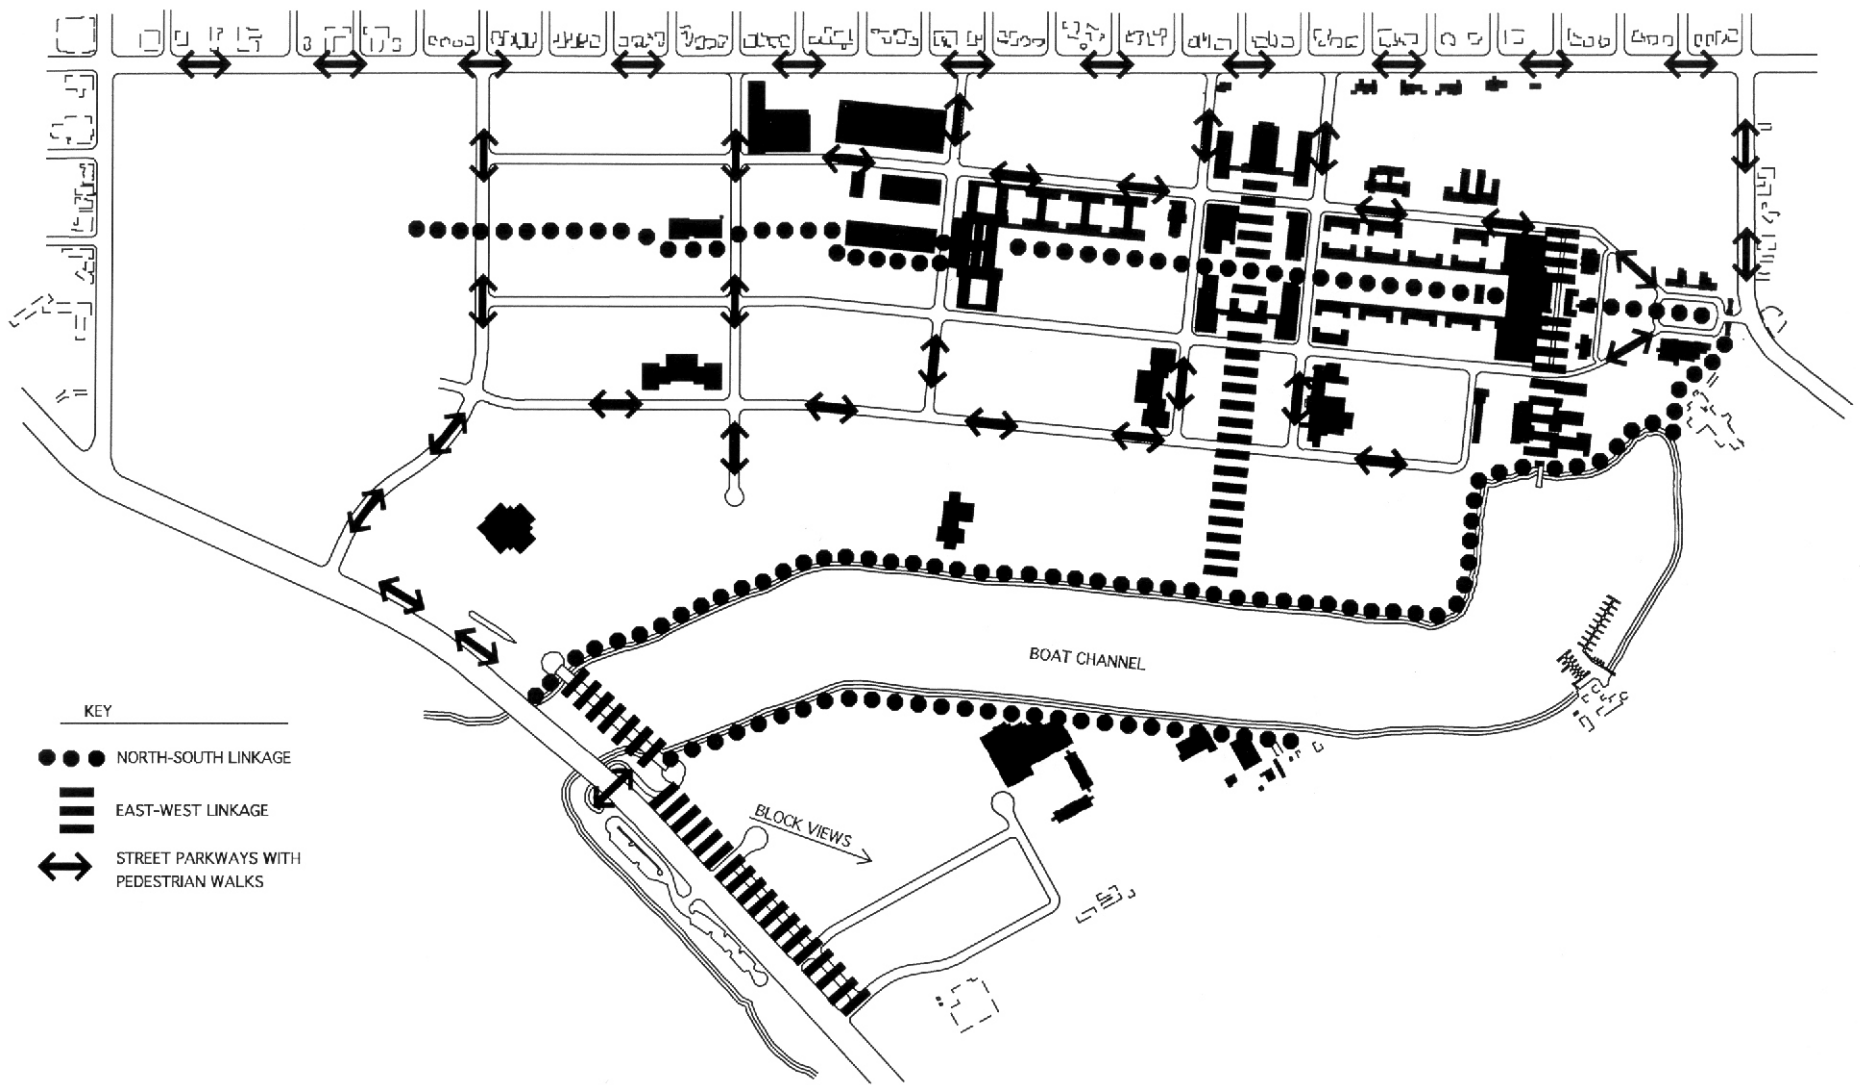 BOAT CHANNEL
KEY
NORTH-SOUTH LINKAGE
EAST-WEST LINKAGE
STREET PARKWAYS WITH
PEDESTRIAN WALKS
BLOCK VIEWS